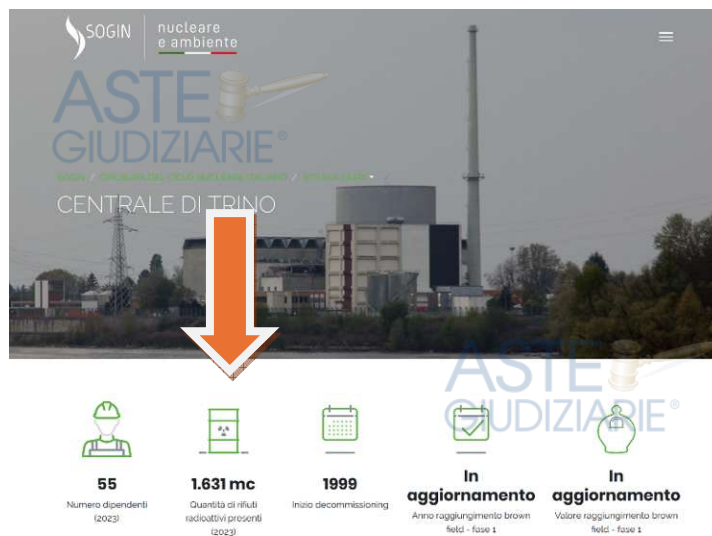 SOGIN
nucleare
e ambiente
ASTE
GIUDIZIARIE®
SOGIN /
CENTRALE DI TRINO
ASTE
GIUDIZIARIE®
55
Numero dipendenti
(2023)
1.631 mc
Quantità di rifiuti
radioattivi presenti
(2023)
1999
Inizio decommissioning
In
aggiornamento
Anno raggiungimento brown
field - fase 1
In
aggiornamento
Valore raggiungimento brown
field - fase 1